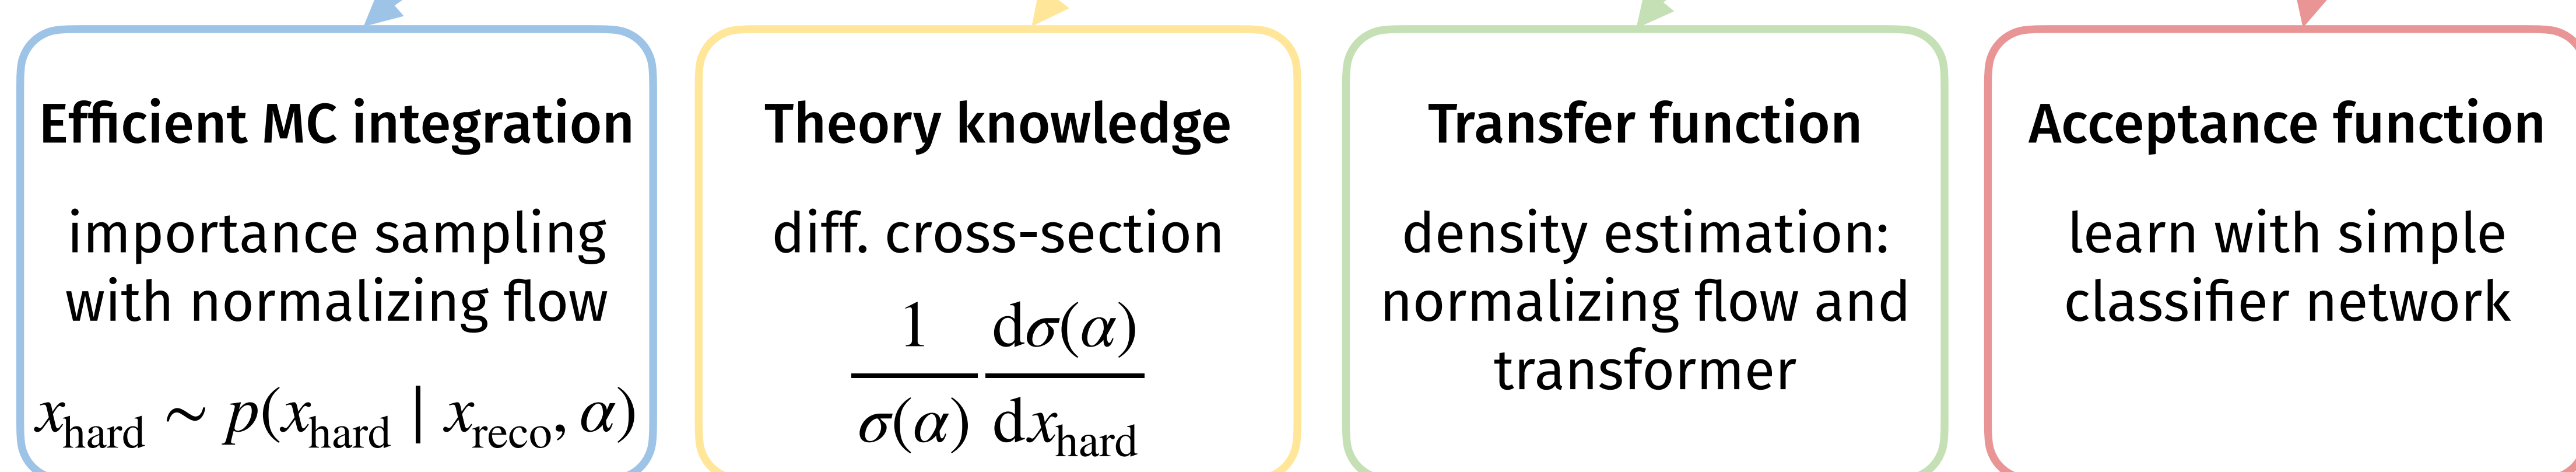 Efficient MC integration
importance sampling
with normalizing flow
x_hard ∼ p(x_hard | x_reco, α)
Theory knowledge
diff. cross-section
1 dσ(α)
σ(α) dx_hard
Transfer function
density estimation:
normalizing flow and
transformer
Acceptance function
learn with simple
classifier network